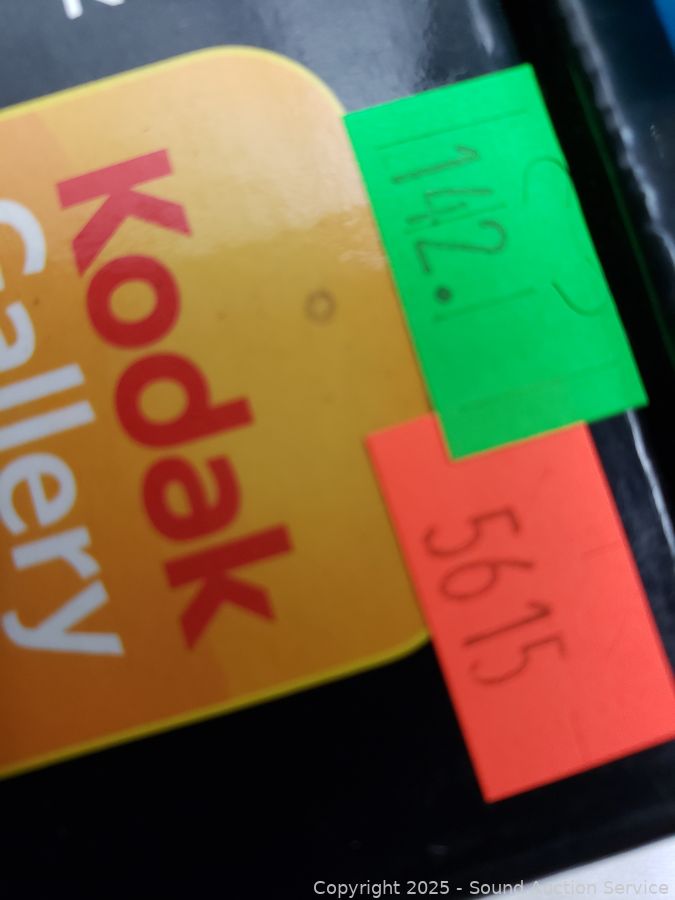 Kodak
Gallery
142.1
5615
Copyright 2025 - Sound Auction Service